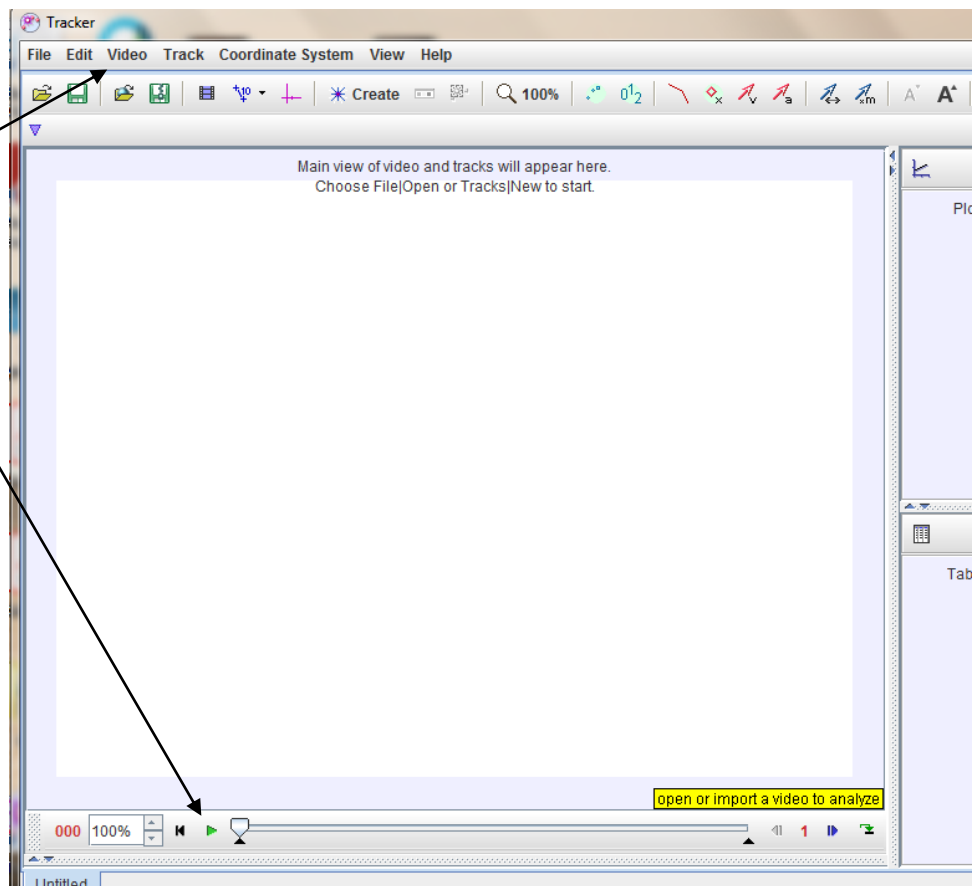 Tracker
File Edit Video Track Coordinate System View Help
Create 100% A A
Main view of video and tracks will appear here.
Choose File|Open or Tracks|New to start.
Plo
Tab
open or import a video to analyze
000 100% 1
Untitled